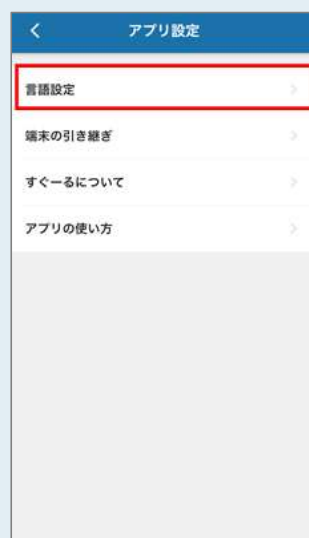 アプリ設定
言語設定
端末の引き継ぎ
すぐーるについて
アプリの使い方